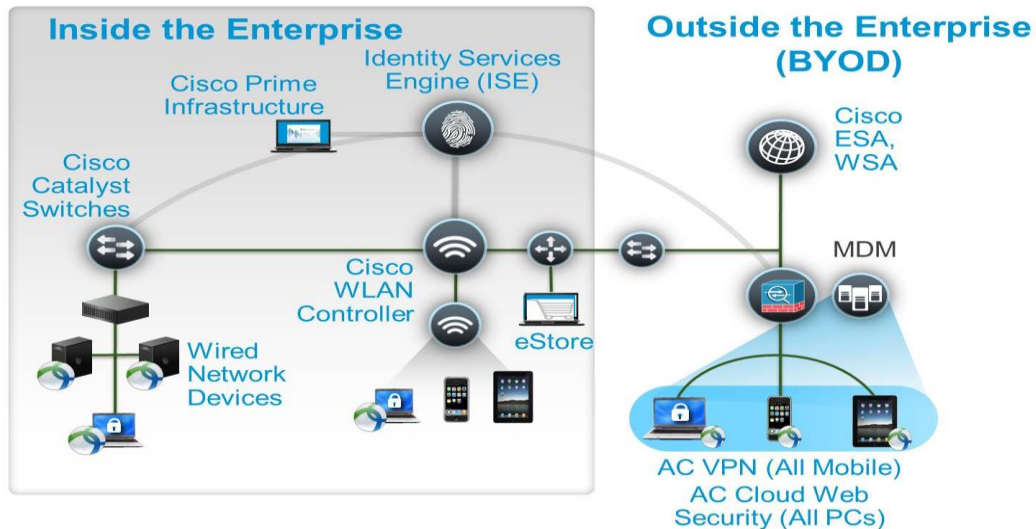 Inside the Enterprise
Identity Services
Engine (ISE)
Cisco Prime
Infrastructure
Cisco
Catalyst
Switches
Cisco
WLAN
Controller
eStore
Wired
Network
Devices
Outside the Enterprise
(BYOD)
Cisco
ESA,
WSA
MDM
AC VPN (All Mobile)
AC Cloud Web
Security (All PCs)